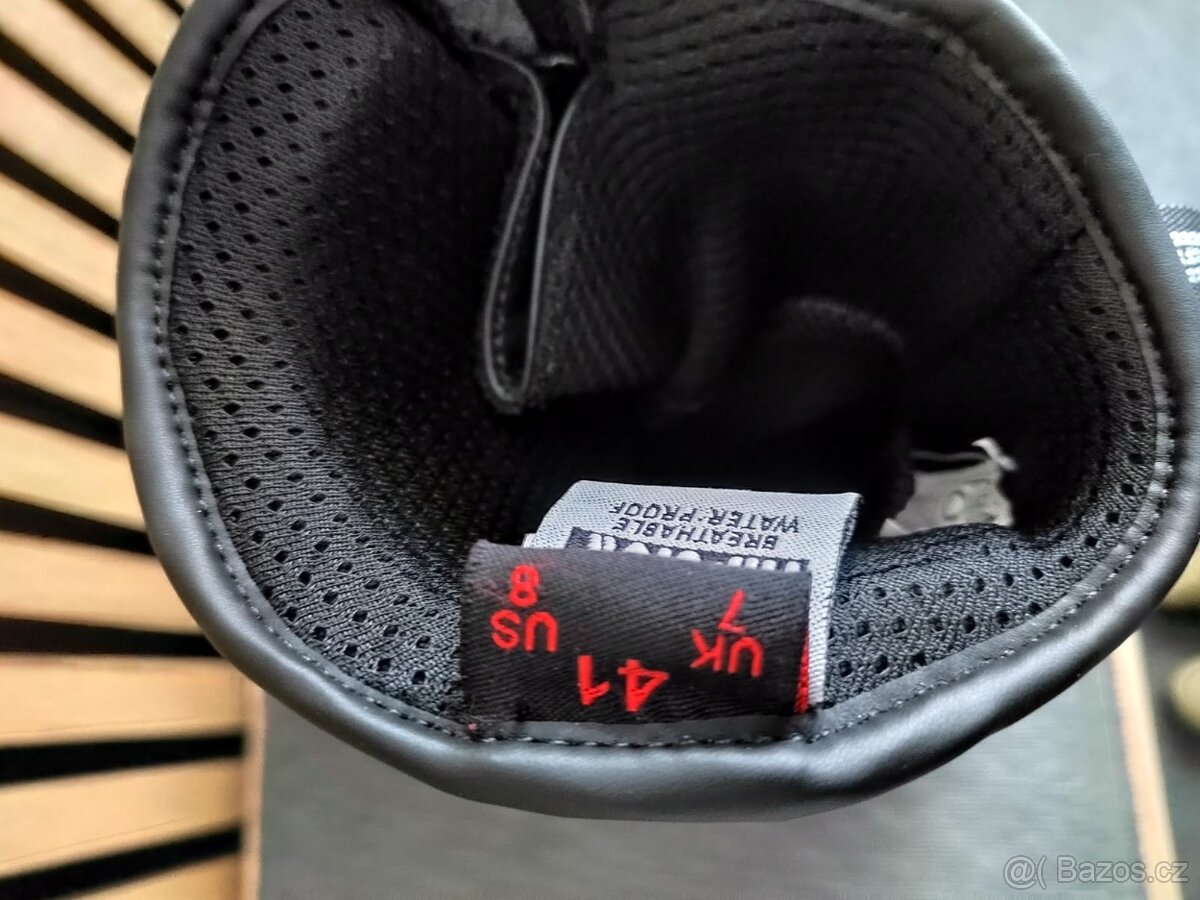 41
UK
7
US
8
BREATHABLE
WATER-PROOF
@( Bazos.cz